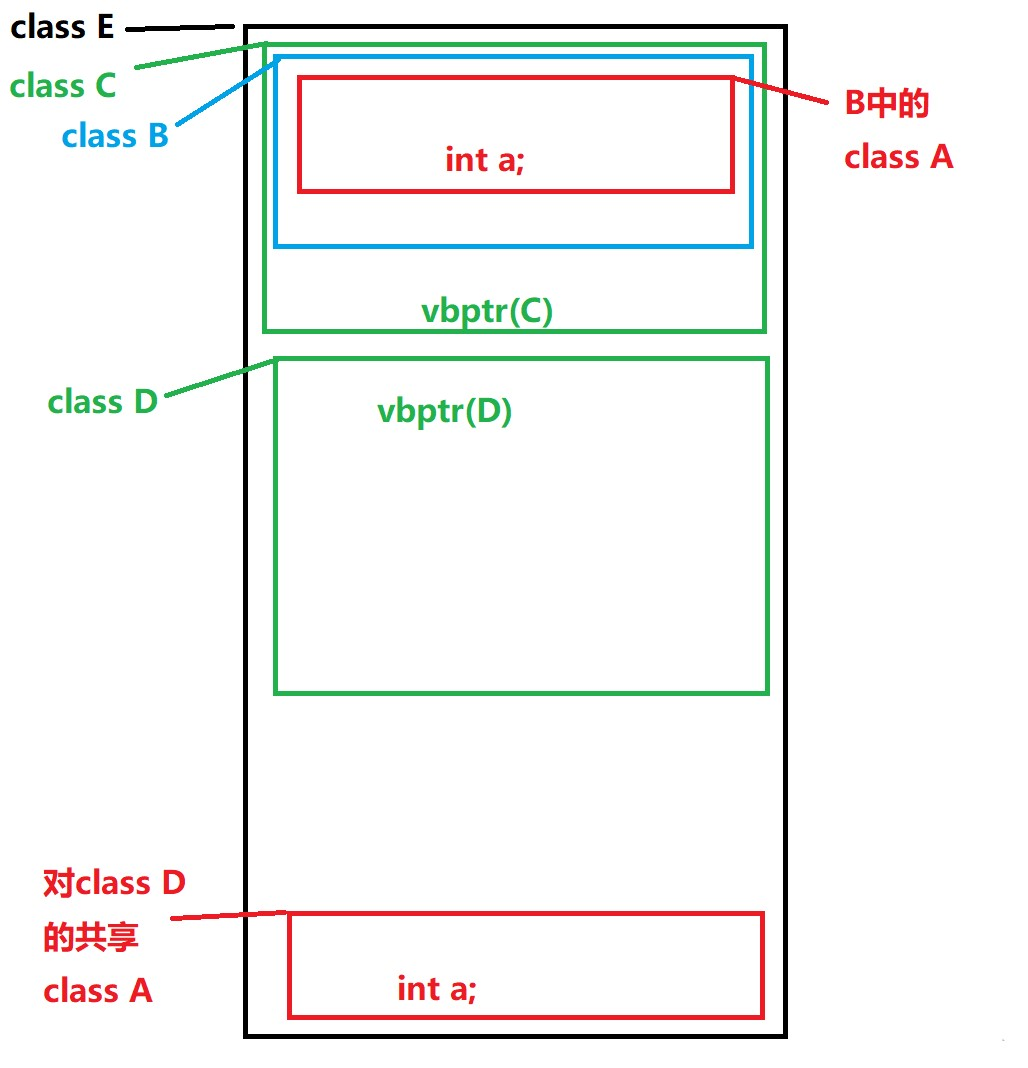 class E
class C
class B
int a;
B中的
class A
vbptr(C)
class D
vbptr(D)
对class D
的共享
class A
int a;